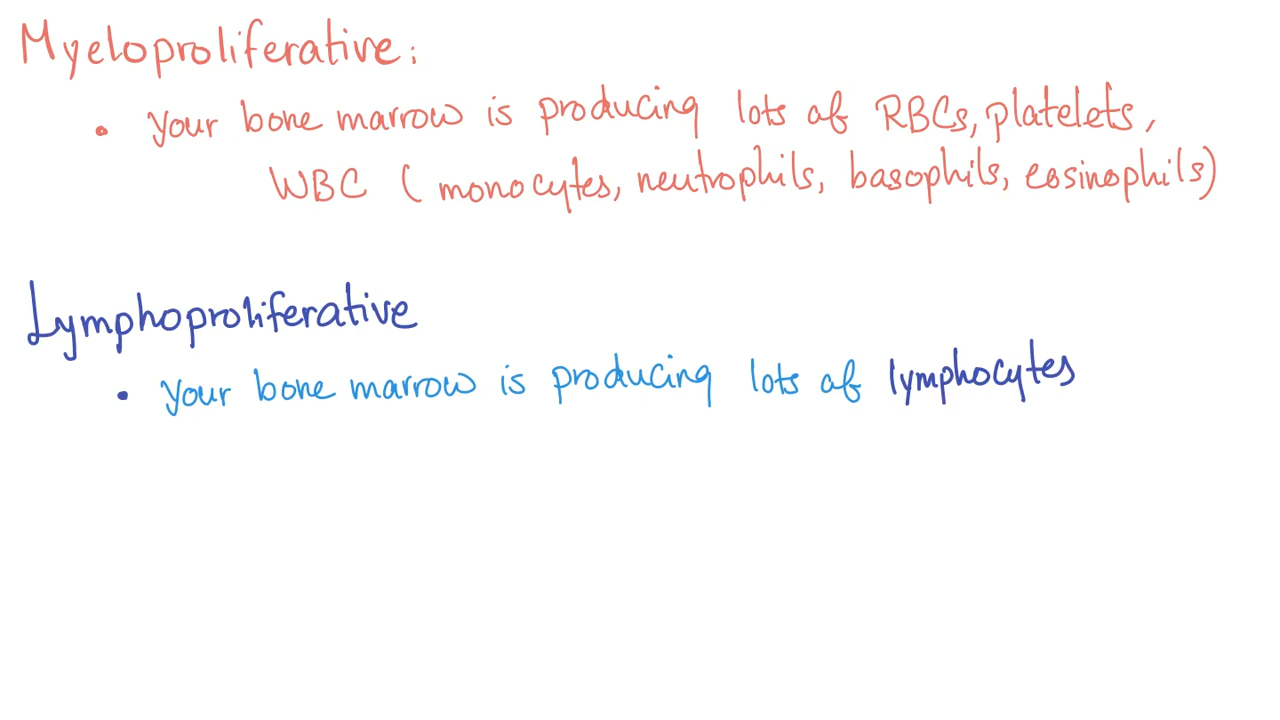 Myeloproliferative:
• your bone marrow is producing lots of RBCs, platelets,
WBC (monocytes, neutrophils, basophils, eosinophils)
Lymphoproliferative
• your bone marrow is producing lots of lymphocytes